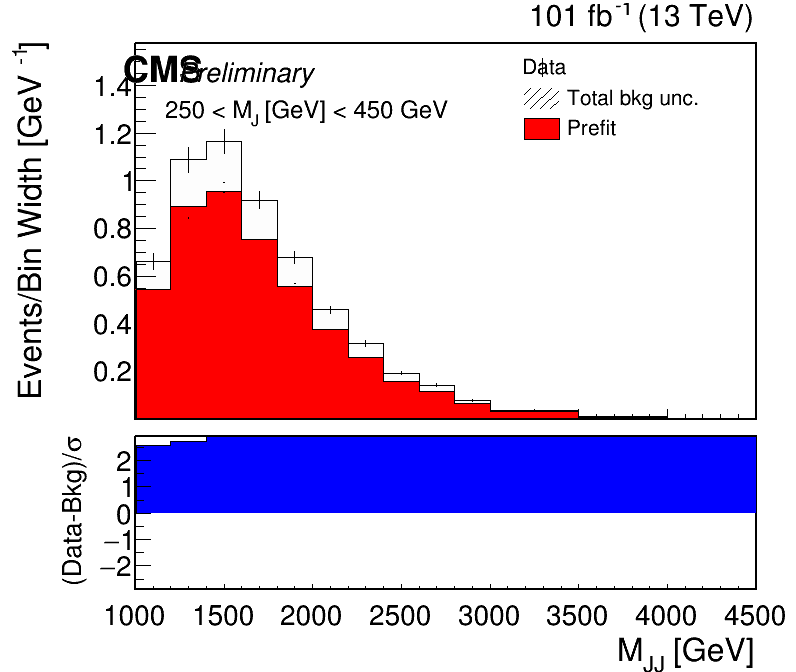 101 fb⁻¹ (13 TeV)
CMS Preliminary
250 < M_J [GeV] < 450 GeV
Data
Total bkg unc.
Prefit
Events/Bin Width [GeV⁻¹]
1.4
1.2
1
0.8
0.6
0.4
0.2
(Data-Bkg)/σ
2
1
0
−1
−2
1000 1500 2000 2500 3000 3500 4000 4500
M_JJ [GeV]